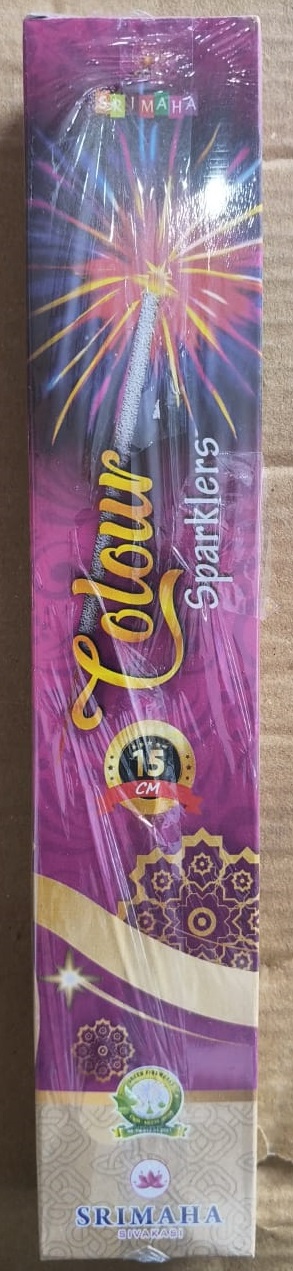 SRIMAHA
Colour
Sparklers
15
CM
SRIMAHA
SIVAKASI